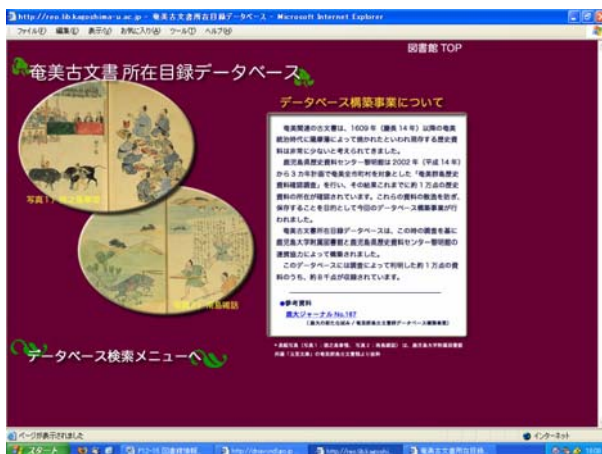 http://reo.lib.kagoshima-u.ac.jp - 奄美古文書所在目録データベース - Microsoft Internet Explorer
ファイル(F) 編集(E) 表示(V) お気に入り(A) ツール(T) ヘルプ(H)
図書館 TOP
奄美古文書所在目録データベース
データベース構築事業について
奄美関連の古文書は、1609年(慶長14年)以降の奄美
統治時代に薩摩藩によって焼かれたといわれ現存する歴史資
料は非常に少ないと考えられてきました。
鹿児島県歴史資料センター黎明館は2002年(平成14年)
から3カ年計画で奄美全市町村を対象とした「奄美群島歴史
資料確認調査」を行い、その結果これまでに約1万点の歴史
資料の所在が確認されています。これらの資料の散逸を防ぎ、
保存することを目的として今回のデータベース構築事業が行
われました。
奄美古文書所在目録データベースは、この時の調査を基に
鹿児島大学附属図書館と鹿児島県歴史資料センター黎明館の
連携協力によって構築されました。
このデータベースには調査によって判明した約1万点の資
料のうち、約8千点が収録されています。
●参考資料
鹿大ジャーナル No.167
データベース検索メニューへ
ページが表示されました
インターネット
スタート